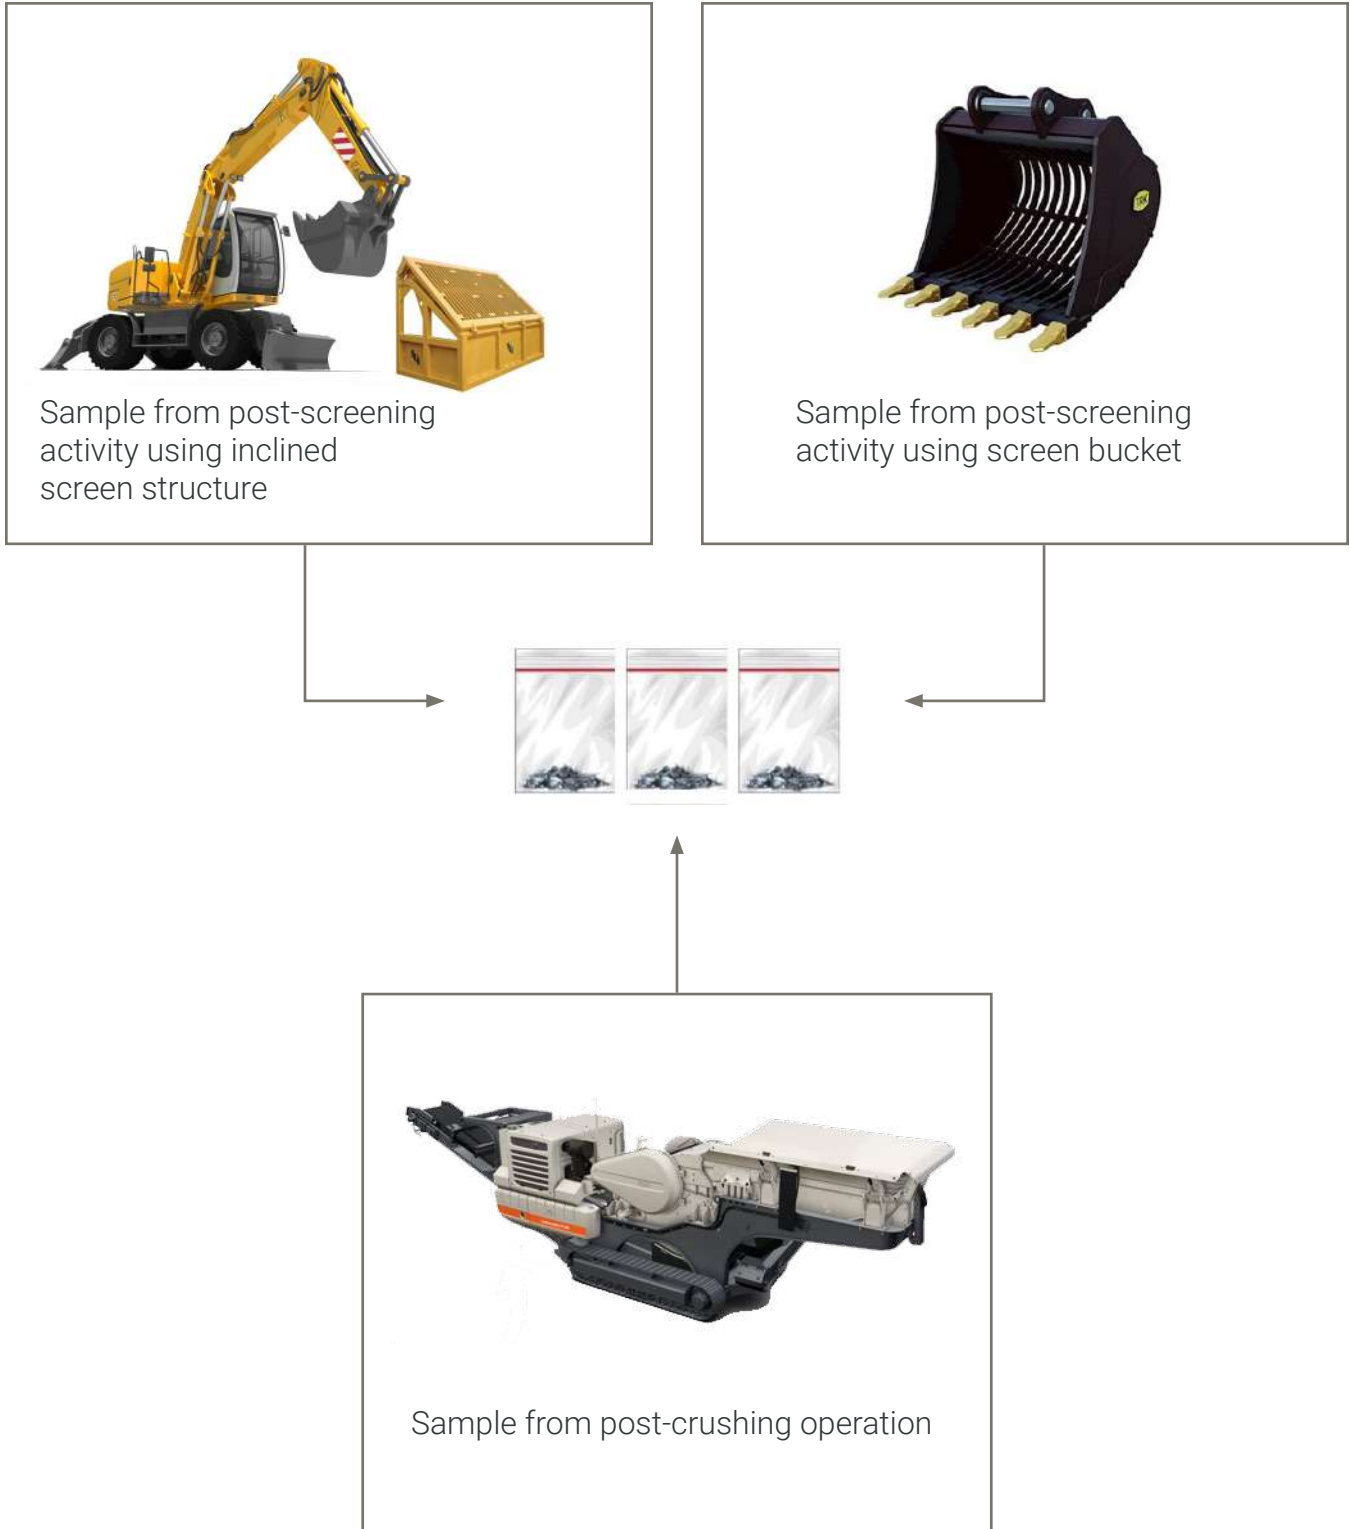 Sample from post-screening
activity using inclined
screen structure
TRK
Sample from post-screening
activity using screen bucket
Sample from post-crushing operation